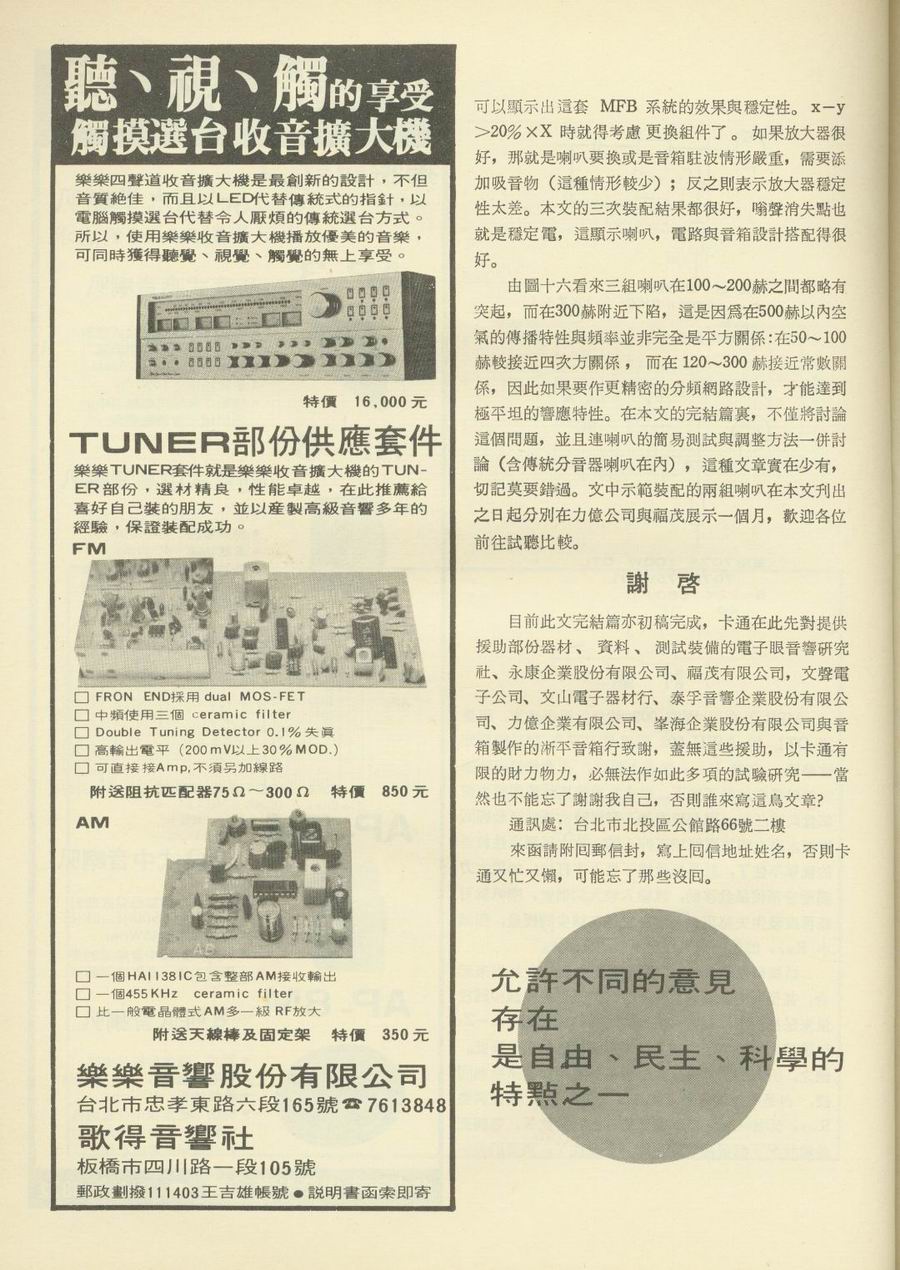 聽、視、觸的享受
觸摸選台收音擴大機
樂樂四聲道收音擴大機是最創新的設計，不但
音質絕佳，而且以LED代替傳統式的指針，以
電腦觸摸選台代替令人厭煩的傳統選台方式。
所以，使用樂樂收音擴大機播放優美的音樂，
可同時獲得聽覺、視覺、觸覺的無上享受。
特價 16,000元
TUNER部份供應套件
樂樂TUNER套件就是樂樂收音擴大機的TUN-
ER部份，選材精良，性能卓越，在此推薦給
喜好自己裝的朋友，並以產製高級音響多年的
經驗，保證裝配成功。
FM
□ FRON END採用 dual MOS-FET
□ 中頻使用三個 ceramic filter
□ Double Tuning Detector 0.1%失眞
□ 高輸出電平（200mV以上30%MOD.）
□ 可直接接Amp,不須另加線路
附送阻抗匹配器75Ω～300Ω 特價 850元
AM
□ 一個HA1138IC包含整部AM接收輸出
□ 一個455KHz ceramic filter
□ 比一般電晶體式AM多一級RF放大
附送天線棒及固定架 特價 350元
樂樂音響股份有限公司
台北市忠孝東路六段165號☎7613848
歌得音響社
板橋市四川路一段105號
郵政劃撥111403王吉雄帳號●說明書函索即寄
可以顯示出這套 MFB 系統的效果與穩定性。x−y
>20%×X 時就得考慮更換組件了。如果放大器很
好，那就是喇叭要換或是音箱駐波情形嚴重，需要添
加吸音物（這種情形較少）；反之則表示放大器穩定
性太差。本文的三次裝配結果都很好，嗡聲消失點也
就是穩定電，這顯示喇叭，電路與音箱設計搭配得很
好。
由圖十六看來三組喇叭在100～200赫之間都略有
突起，而在300赫附近下陷，這是因爲在500赫以內空
氣的傳播特性與頻率並非完全是平方關係:在50～100
赫較接近四次方關係，而在120～300赫接近常數關
係，因此如果要作更精密的分頻網路設計，才能達到
極平坦的響應特性。在本文的完結篇裏，不僅將討論
這個問題，並且連喇叭的簡易測試與調整方法一併討
論（含傳統分音器喇叭在內），這種文章實在少有，
切記莫要錯過。文中示範裝配的兩組喇叭在本文刊出
之日起分別在力億公司與福茂展示一個月，歡迎各位
前往試聽比較。
謝 啓
目前此文完結篇亦初稿完成，卡通在此先對提供
援助部份器材、資料、測試裝備的電子眼音響研究
社、永康企業股份有限公司、福茂有限公司，文聲電
子公司、文山電子器材行、泰孚音響企業股份有限公
司、力億企業有限公司、峯海企業股份有限公司與音
箱製作的淅平音箱行致謝，蓋無這些援助，以卡通有
限的財力物力，必無法作如此多項的試驗研究——當
然也不能忘了謝謝我自己，否則誰來寫這鳥文章?
通訊處：台北市北投區公館路66號二樓
來函請附囘郵信封，寫上囘信地址姓名，否則卡
通又忙又懶，可能忘了那些沒囘。
允許不同的意見
存在
是自由、民主、科學的
特點之一